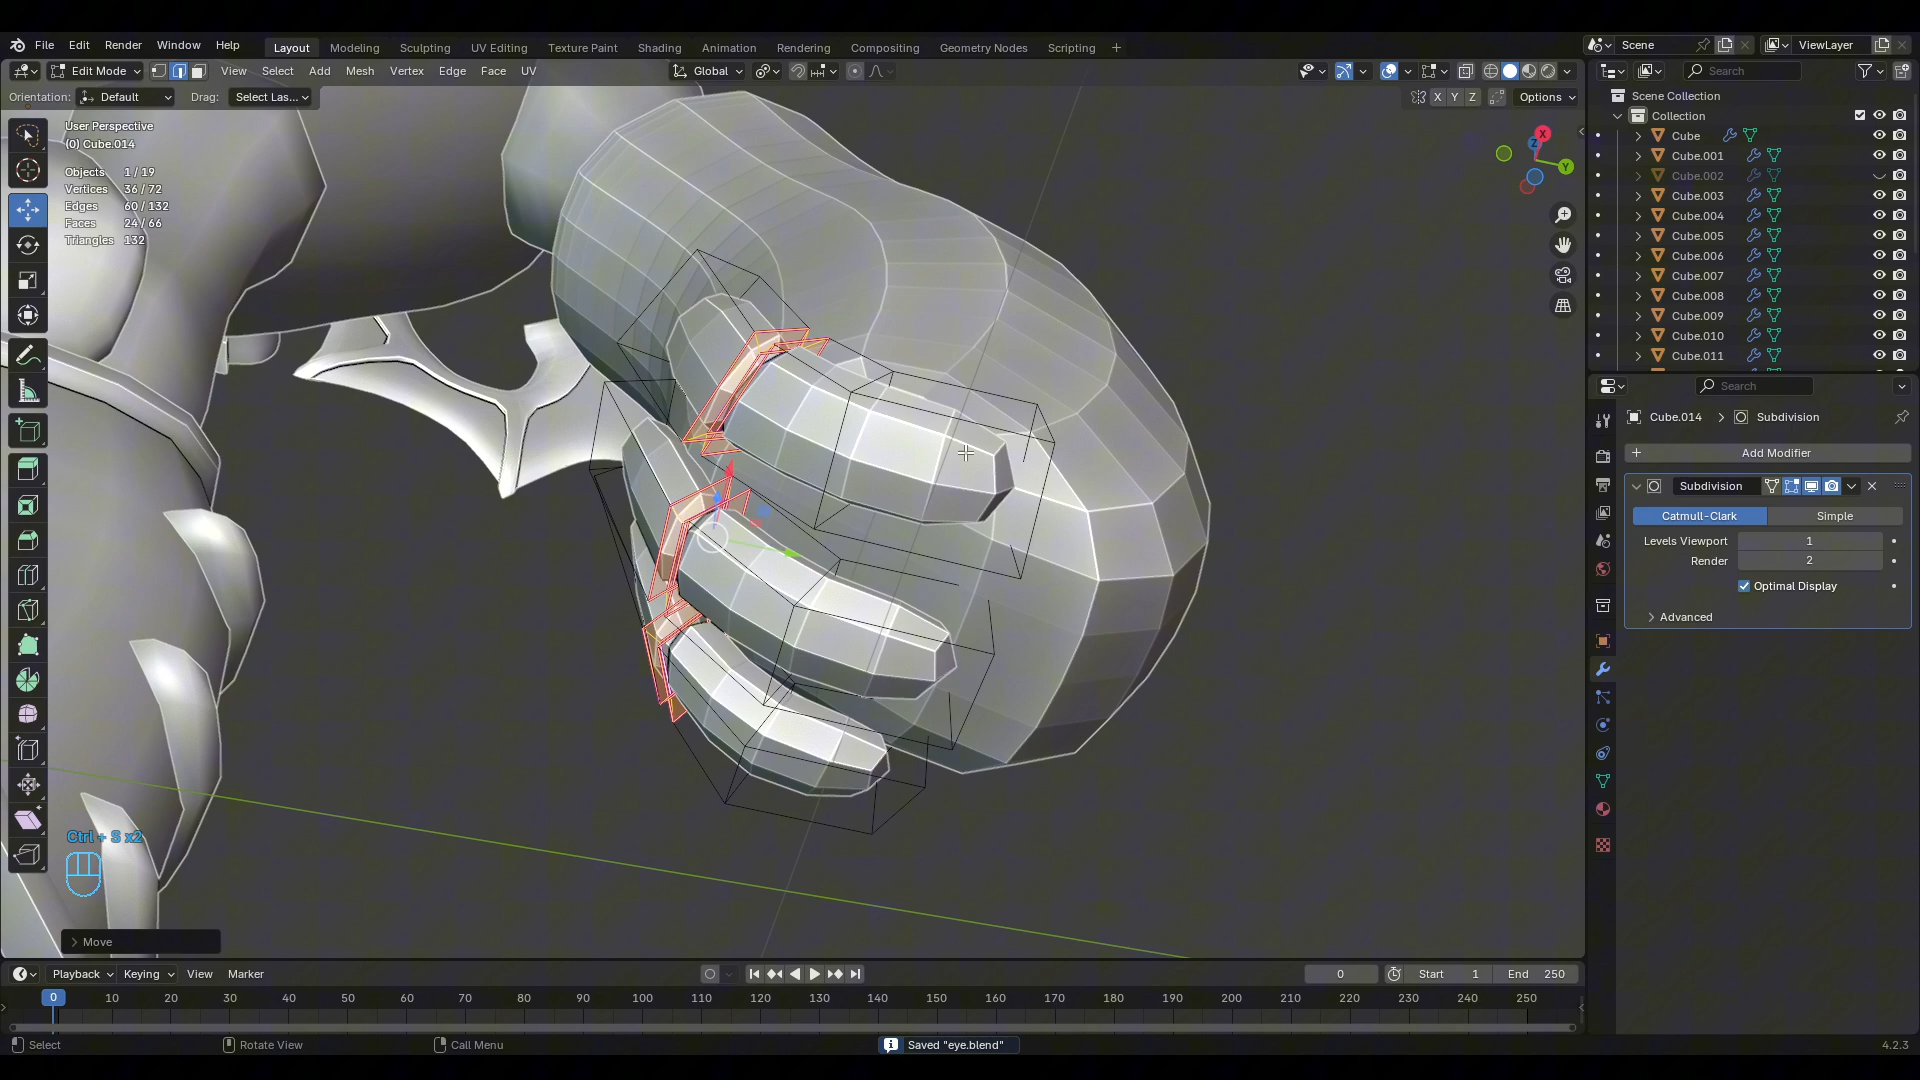 File Edit Render Window Help Layout Modeling Sculpting UV Editing Texture Paint Shading Animation Rendering Compositing Geometry Nodes Scripting + Scene ViewLayer
Edit Mode View Select Add Mesh Vertex Edge Face UV Global Search
Orientation: Default Drag: Select Las... X Y Z Options
Scene Collection
User Perspective
(0) Cube.014
Objects 1 / 19
Vertices 36 / 72
Edges 60 / 132
Faces 24 / 66
Triangles 132
X
Z
Y
Collection
Cube
Cube.001
Cube.002
Cube.003
Cube.004
Cube.005
Cube.006
Cube.007
Cube.008
Cube.009
Cube.010
Cube.011
Search
Cube.014 Subdivision
+ Add Modifier
Subdivision
Catmull-Clark Simple
Levels Viewport 1
Render 2
Optimal Display
Advanced
Ctrl + S x2
Move
Playback Keying View Marker 0 Start 1 End 250
0 10 20 30 40 50 60 70 80 90 100 110 120 130 140 150 160 170 180 190 200 210 220 230 240 250
Select Rotate View Call Menu Saved "eye.blend" 4.2.3